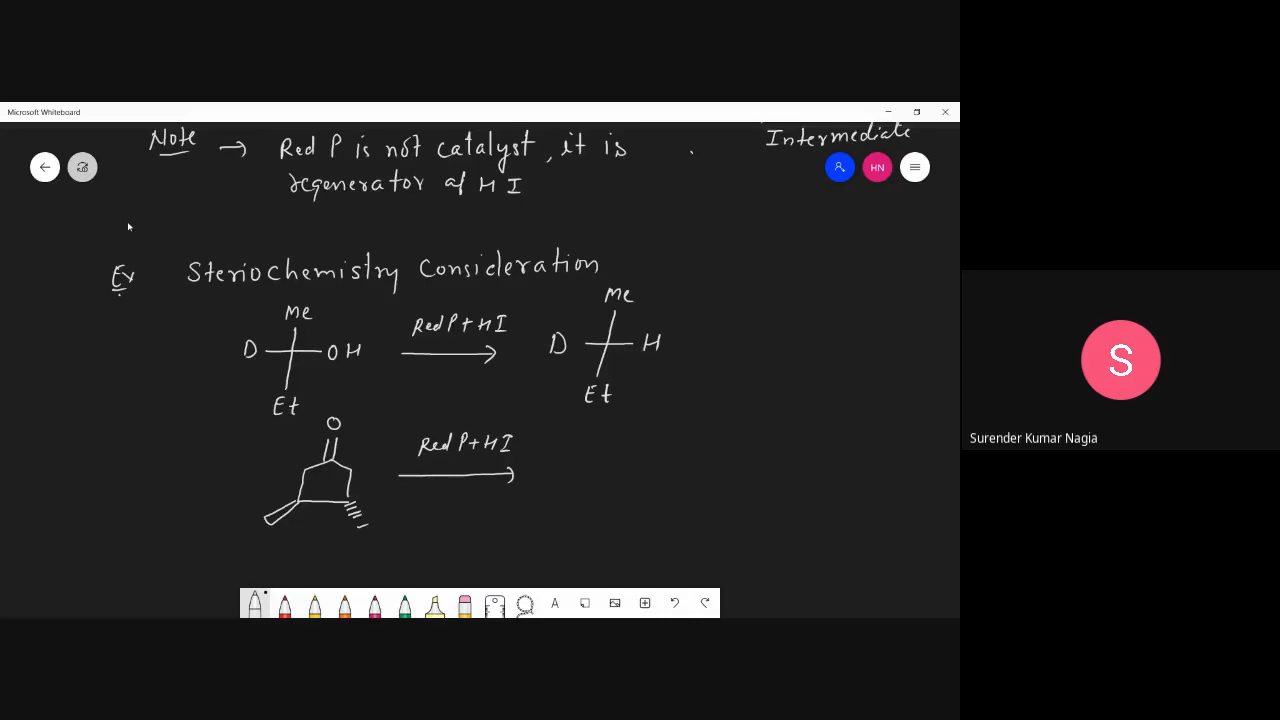 Microsoft Whiteboard
Note → Red P is not catalyst, it is
regenerator of HI
Intermediate
HN
Ex Steriochemistry Consideration
Me
D OH
Et
Red P + HI
Me
D H
Et
O
Red P + HI
A
S
Surender Kumar Nagia